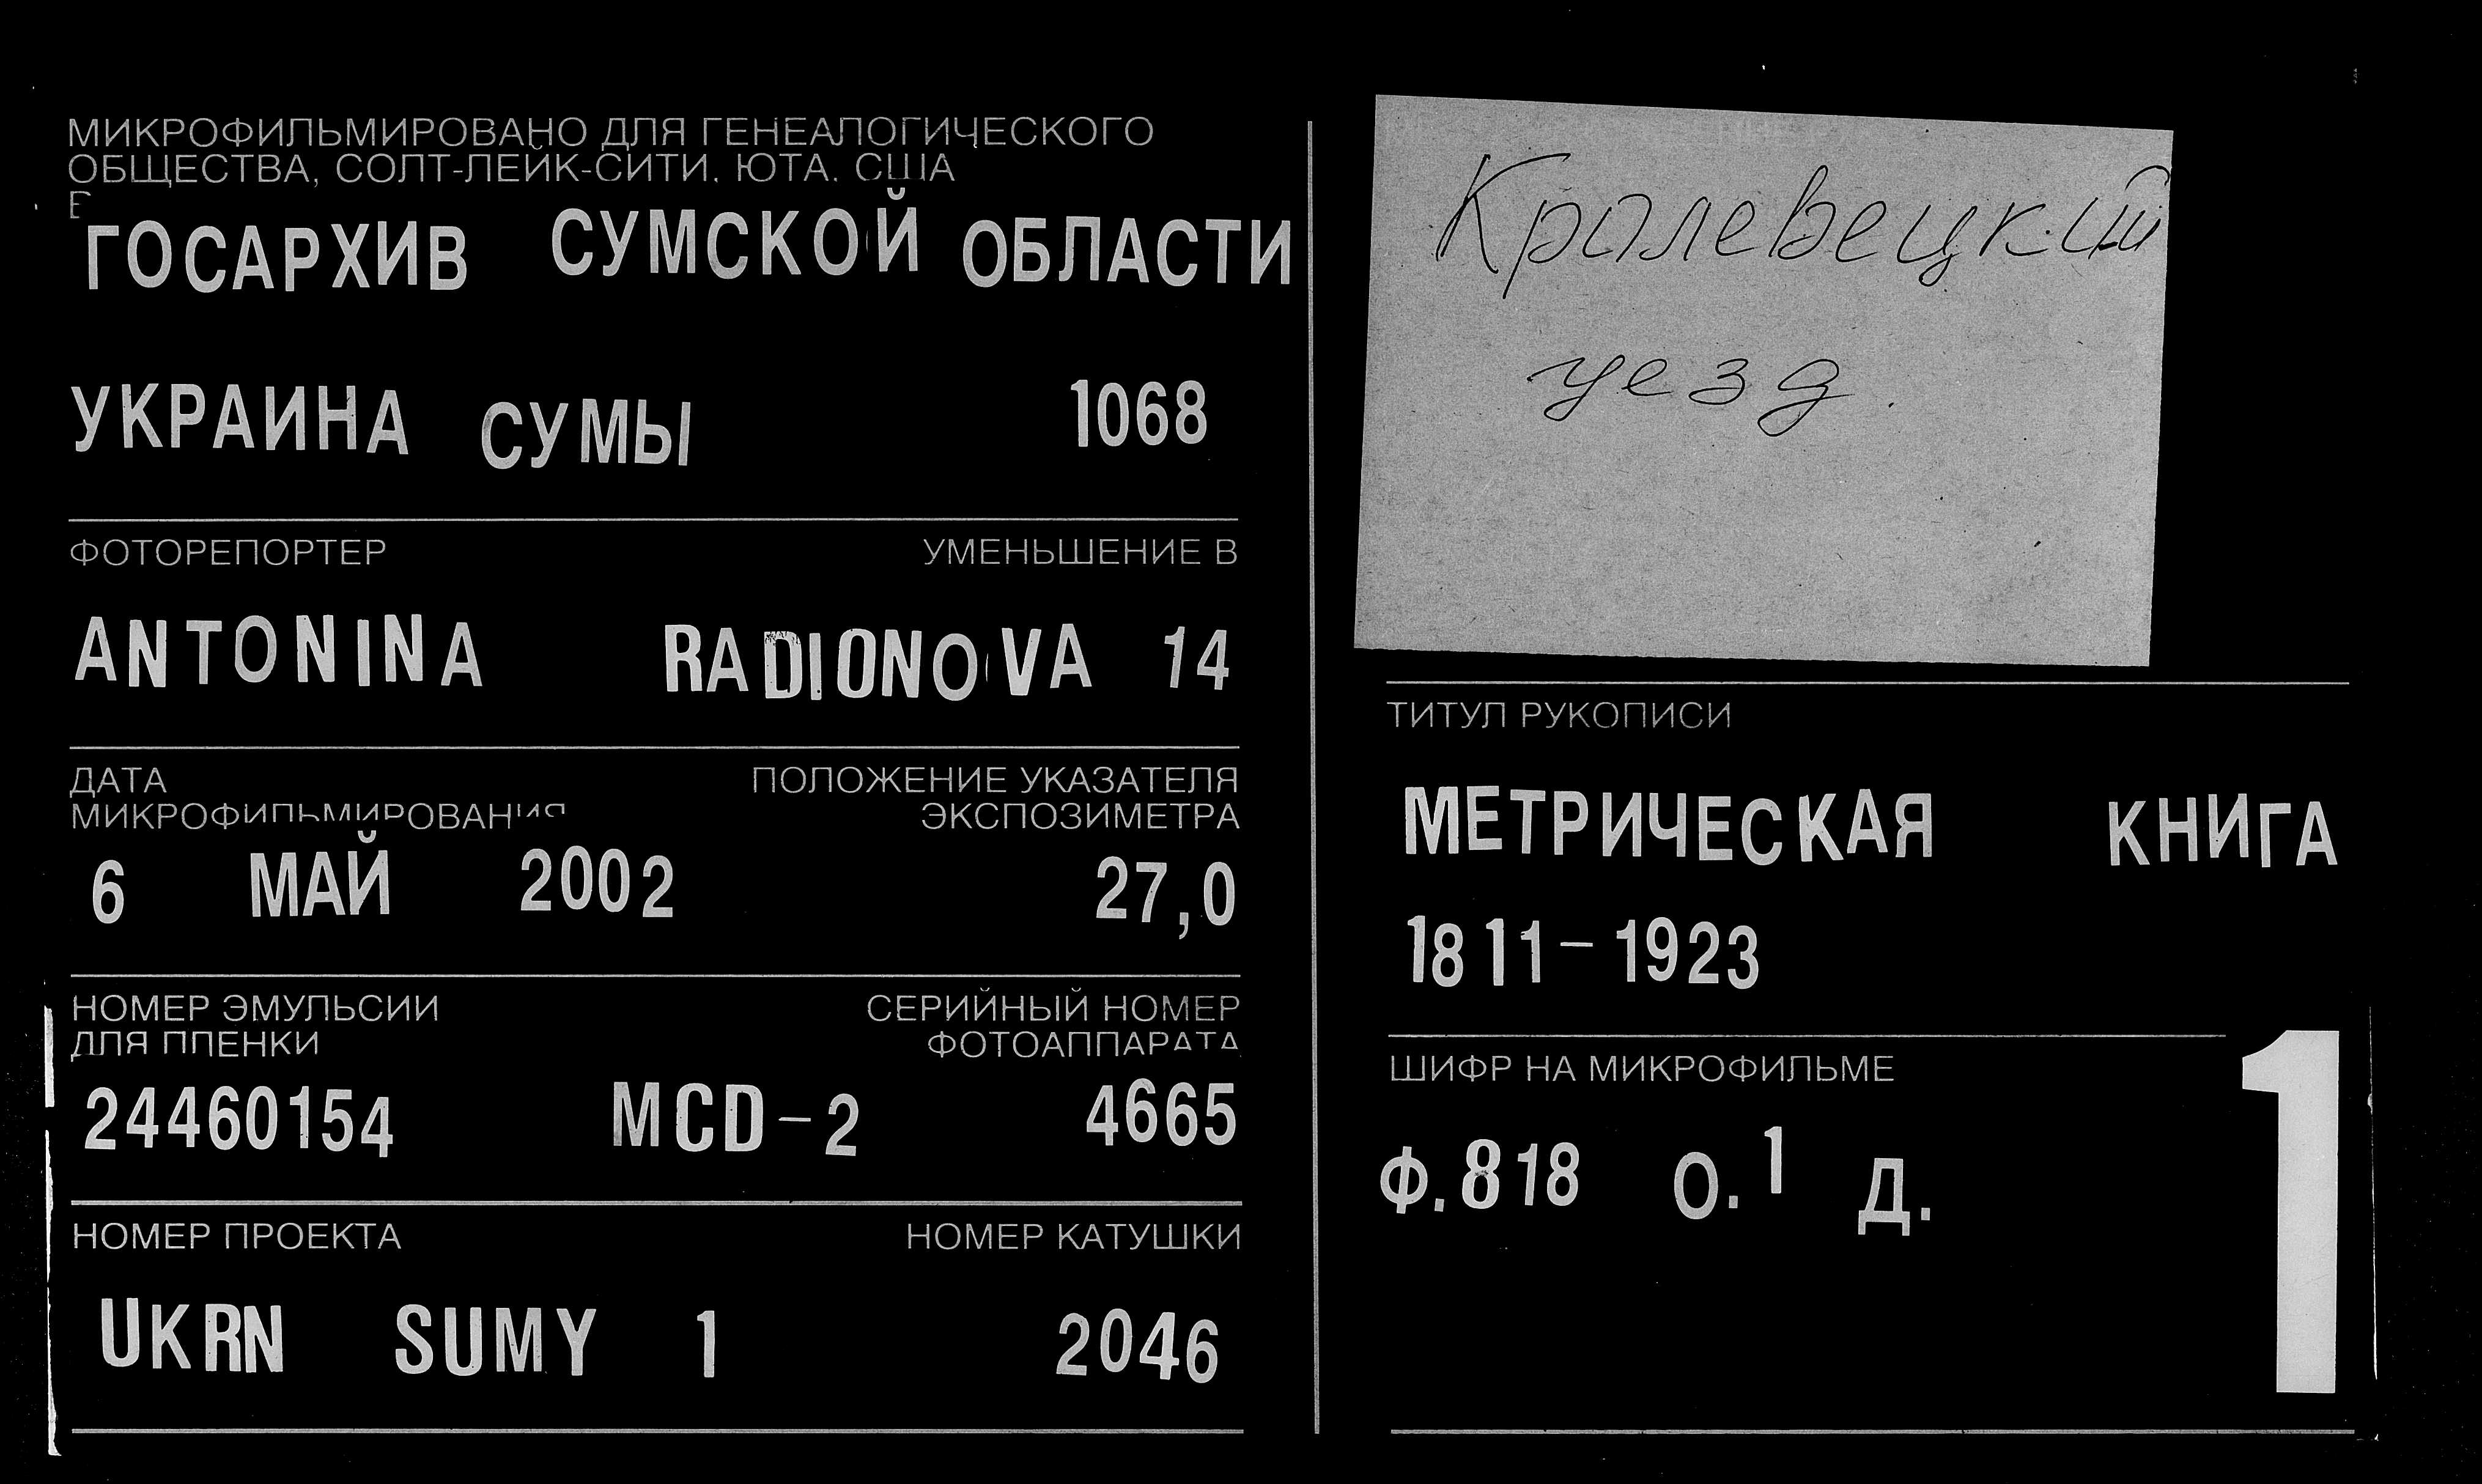 МИКРОФИЛЬМИРОВАНО ДЛЯ ГЕНЕАЛОГИЧЕСКОГО
ОБЩЕСТВА, СОЛТ-ЛЕЙК-СИТИ, ЮТА, США
В
ГОСАРХИВ СУМСКОЙ ОБЛАСТИ
УКРАИНА СУМЫ 1068
ФОТОРЕПОРТЕР УМЕНЬШЕНИЕ В
ANTONINA RADIONOVA 14
ДАТА ПОЛОЖЕНИЕ УКАЗАТЕЛЯ
МИКРОФИЛЬМИРОВАНИЯ ЭКСПОЗИМЕТРА
6 МАЙ 2002 27,0
НОМЕР ЭМУЛЬСИИ СЕРИЙНЫЙ НОМЕР
ДЛЯ ПЛЕНКИ ФОТОАППАРАТА
24460154 MCD-2 4665
НОМЕР ПРОЕКТА НОМЕР КАТУШКИ
UKRN SUMY 1 2046
Кролевецкий
уезд.
ТИТУЛ РУКОПИСИ
МЕТРИЧЕСКАЯ КНИГА
1811-1923
ШИФР НА МИКРОФИЛЬМЕ
Ф.818 О.1 Д.
1